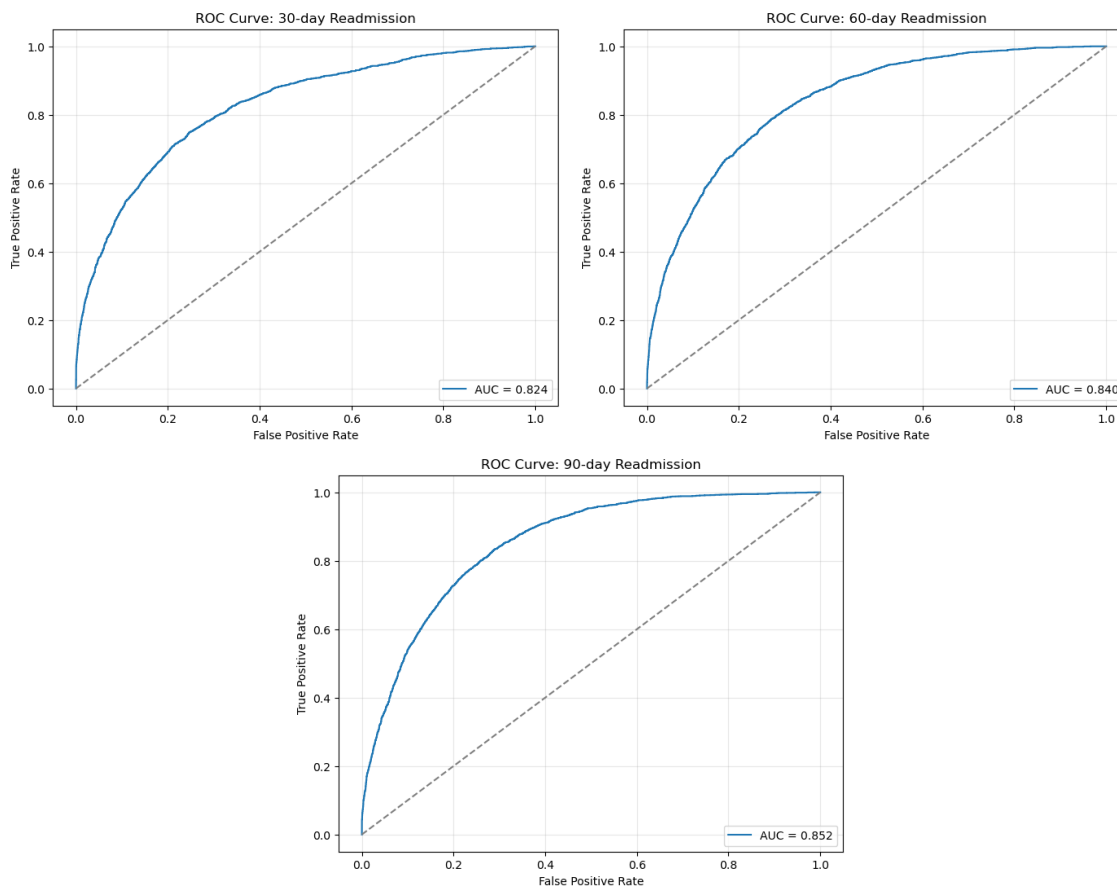 ROC Curve: 30-day Readmission
1.0
0.8
0.6
0.4
0.2
0.0
True Positive Rate
AUC = 0.824
0.0 0.2 0.4 0.6 0.8 1.0
False Positive Rate
ROC Curve: 60-day Readmission
1.0
0.8
0.6
0.4
0.2
0.0
True Positive Rate
AUC = 0.840
0.0 0.2 0.4 0.6 0.8 1.0
False Positive Rate
ROC Curve: 90-day Readmission
1.0
0.8
0.6
0.4
0.2
0.0
True Positive Rate
AUC = 0.852
0.0 0.2 0.4 0.6 0.8 1.0
False Positive Rate